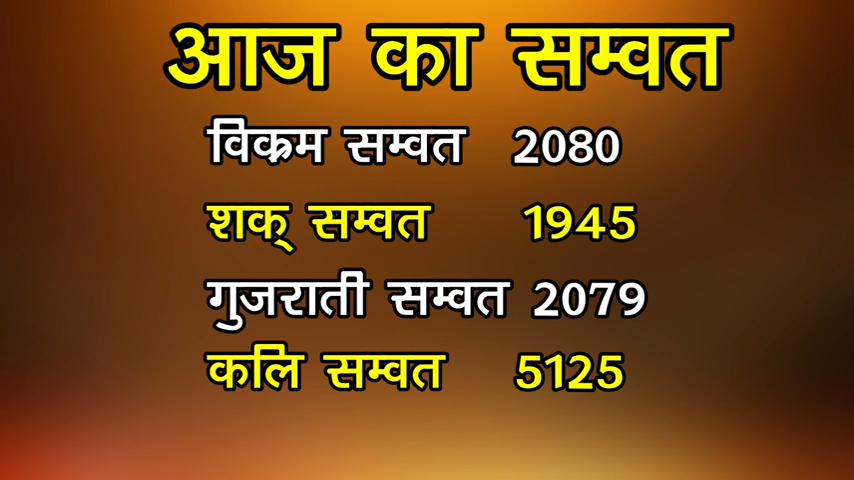 आज का सम्वत
विक्रम सम्वत 2080
शक् सम्वत 1945
गुजराती सम्वत 2079
कलि सम्वत 5125